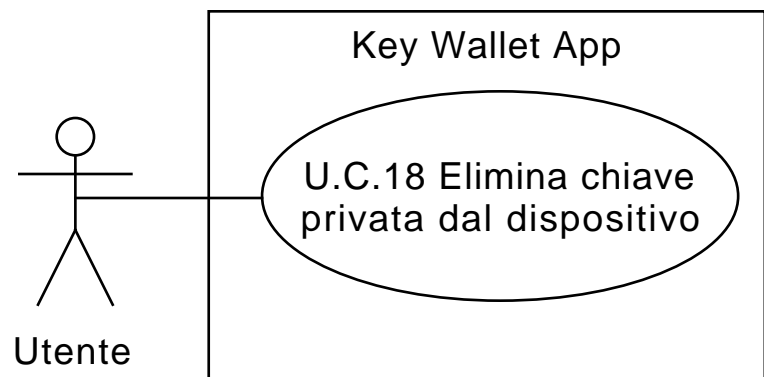 Key Wallet App
U.C.18 Elimina chiave
privata dal dispositivo
Utente